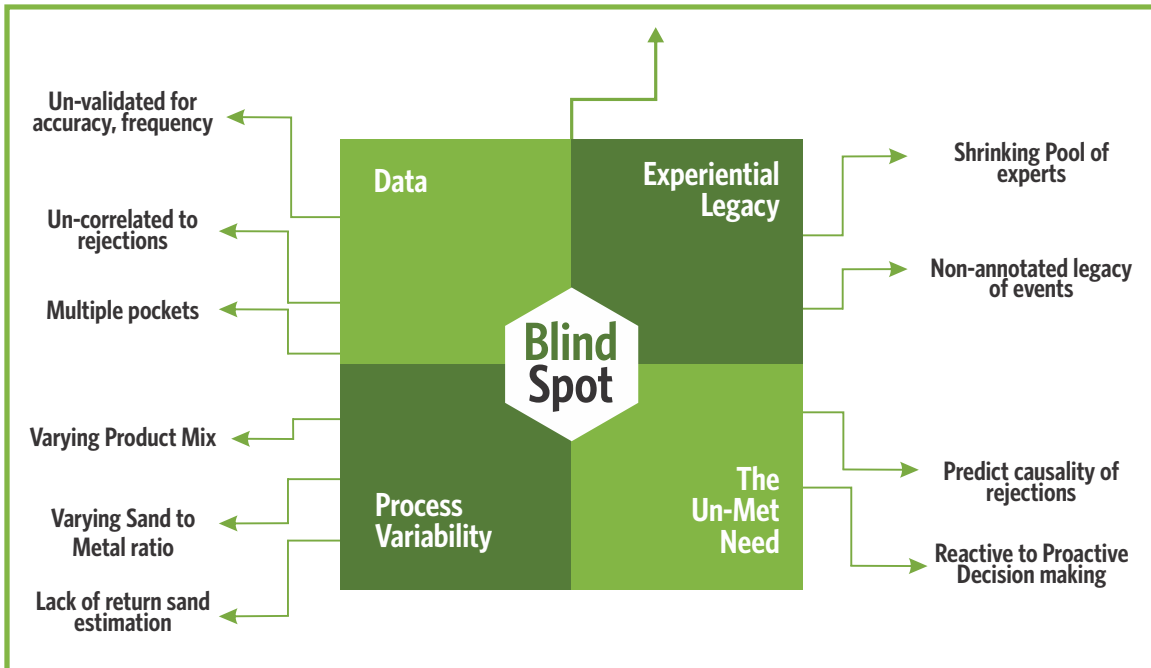 Un-validated for
accuracy, frequency
Un-correlated to
rejections
Multiple pockets
Data
Experiential
Legacy
Shrinking Pool of
experts
Non-annotated legacy
of events
Blind
Spot
Varying Product Mix
Varying Sand to
Metal ratio
Lack of return sand
estimation
Process
Variability
The
Un-Met
Need
Predict causality of
rejections
Reactive to Proactive
Decision making